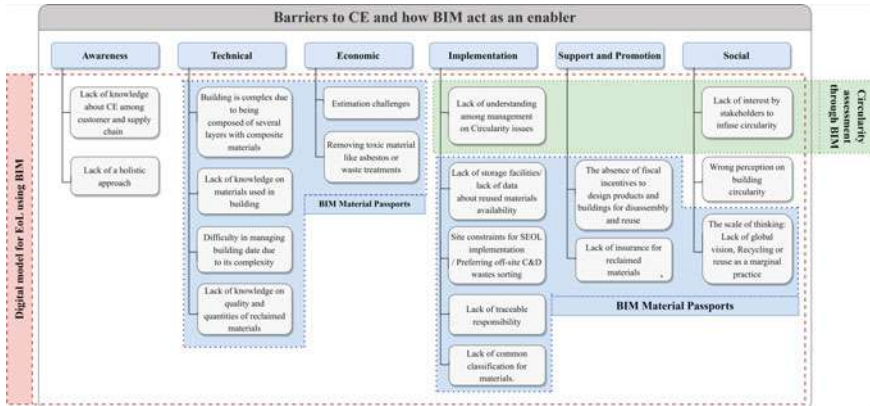 Barriers to CE and how BIM act as an enabler
Awareness
Technical
Economic
Implementation
Support and Promotion
Social
Lack of knowledge
about CE among
customer and supply
chain
Lack of a holistic
approach
Building is complex due to
being
composed of several
layers with composite
materials
Lack of knowledge on
materials used in
building
Difficulty in managing
building date due
to its complexity
Lack of knowledge on
quality and
quantities of reclaimed
materials
Estimation challenges
Removing toxic material
like asbestos or
waste treatments
BIM Material Passports
Lack of understanding
among management
on Circularity issues
Lack of storage facilities/
lack of data
about reused materials
availability
Site constraints for SEOL
implementation
/ Preferring off-site C&D
wastes sorting
Lack of traceable
responsibility
Lack of common
classification for
materials.
The absence of fiscal
incentives to
design products and
buildings for disassembly
and reuse
Lack of insurance for
reclaimed
materials
Lack of interest by
stakeholders to
infuse circularity
Wrong perception on
building
circularity
The scale of thinking:
Lack of global
vision, Recycling or
reuse as a marginal
practice
BIM Material Passports
Digital model for EoL using BIM
Circularity
assessment
through BIM